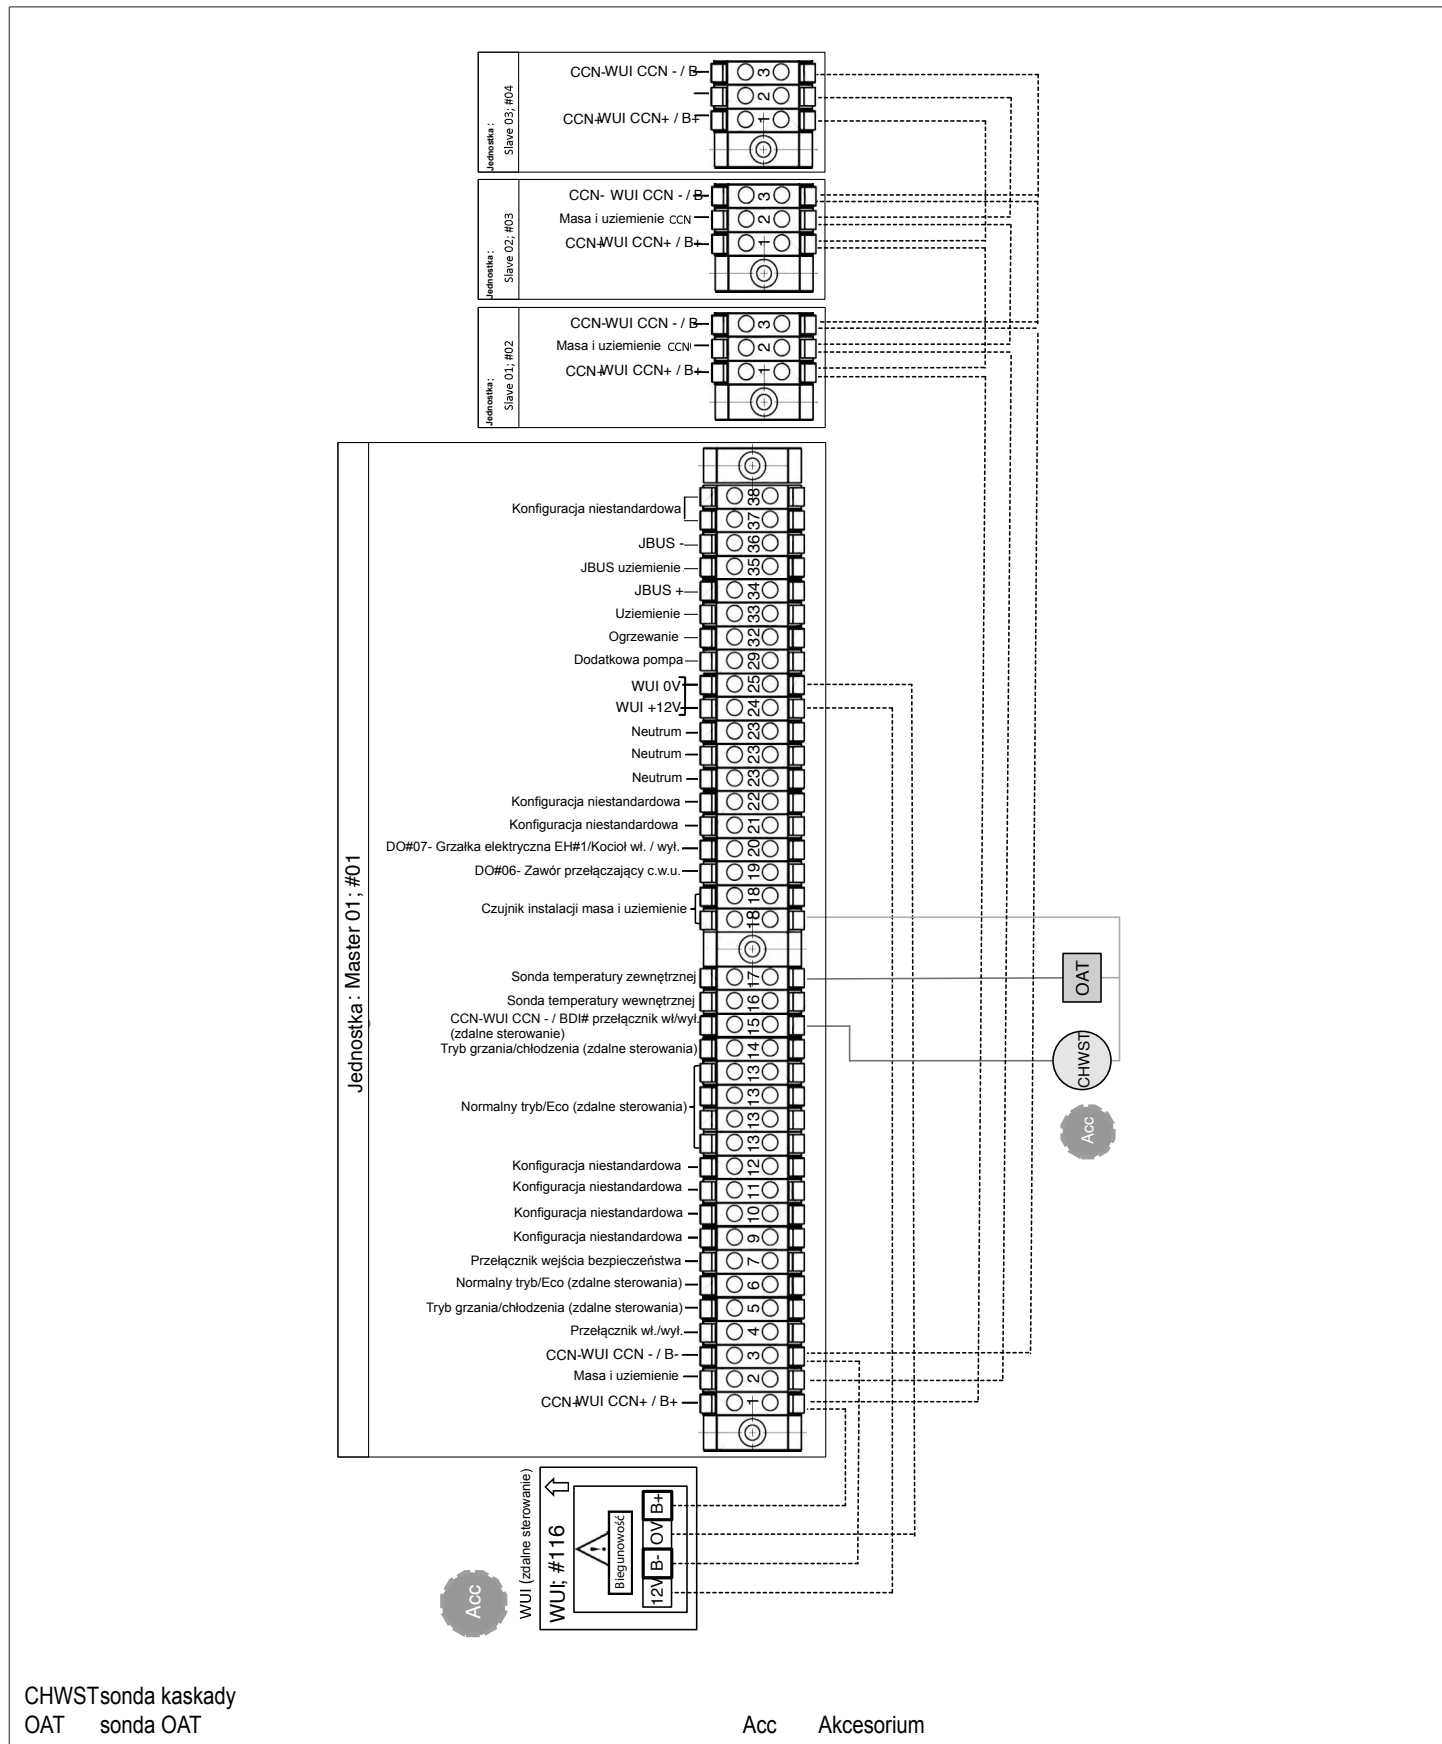 Jednostka :
Slave 03; #04
CCN-WUI CCN - / B-
CCN+WUI CCN+ / B+
3
2
1
Jednostka :
Slave 02; #03
CCN- WUI CCN - / B
Masa i uziemienie CCN
CCN+WUI CCN+ / B+
3
2
1
Jednostka :
Slave 01; #02
CCN-WUI CCN - / B
Masa i uziemienie CCN
CCN+WUI CCN+ / B+
3
2
1
Jednostka : Master 01; #01
Konfiguracja niestandardowa
38
37
JBUS - 36
JBUS uziemienie 35
JBUS + 34
Uziemienie 33
Ogrzewanie 32
Dodatkowa pompa 29
WUI 0V 25
WUI +12V 24
Neutrum 23
Neutrum 23
Neutrum 23
Konfiguracja niestandardowa 22
Konfiguracja niestandardowa 21
DO#07- Grzałka elektryczna EH#1/Kocioł wł. / wył. 20
DO#06- Zawór przełączający c.w.u. 19
Czujnik instalacji masa i uziemienie
18
18
Sonda temperatury zewnętrznej 17
Sonda temperatury wewnętrznej 16
CCN-WUI CCN - / BDI# przełącznik wł/wył. 15
(zdalne sterowanie)
Tryb grzania/chłodzenia (zdalne sterowania) 14
Normalny tryb/Eco (zdalne sterowania)
13
13
13
13
Konfiguracja niestandardowa 12
Konfiguracja niestandardowa 11
Konfiguracja niestandardowa 10
Konfiguracja niestandardowa 9
Przełącznik wejścia bezpieczeństwa 7
Normalny tryb/Eco (zdalne sterowania) 6
Tryb grzania/chłodzenia (zdalne sterowania) 5
Przełącznik wł./wył. 4
CCN-WUI CCN - / B- 3
Masa i uziemienie 2
CCN+WUI CCN+ / B+ 1
OAT
CHWST
Acc
Acc
WUI (zdalne sterowanie)
WUI; #116
!
Biegunowość
12V B- OV B+
CHWST sonda kaskady
OAT sonda OAT
Acc Akcesorium